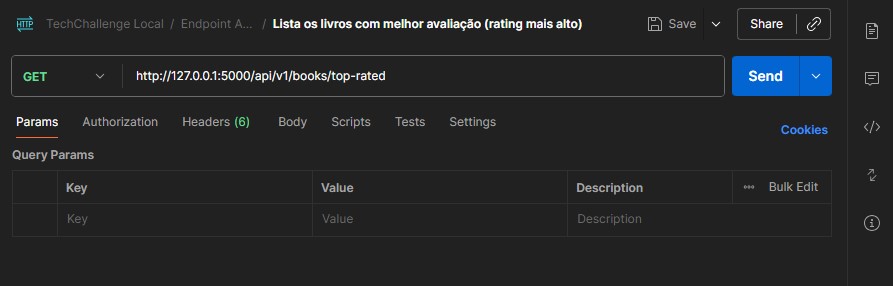 HTTP TechChallenge Local / Endpoint A... / Lista os livros com melhor avaliação (rating mais alto) Save Share
GET http://127.0.0.1:5000/api/v1/books/top-rated Send
Params Authorization Headers (6) Body Scripts Tests Settings Cookies
Query Params
Key Value Description Bulk Edit
Key Value Description